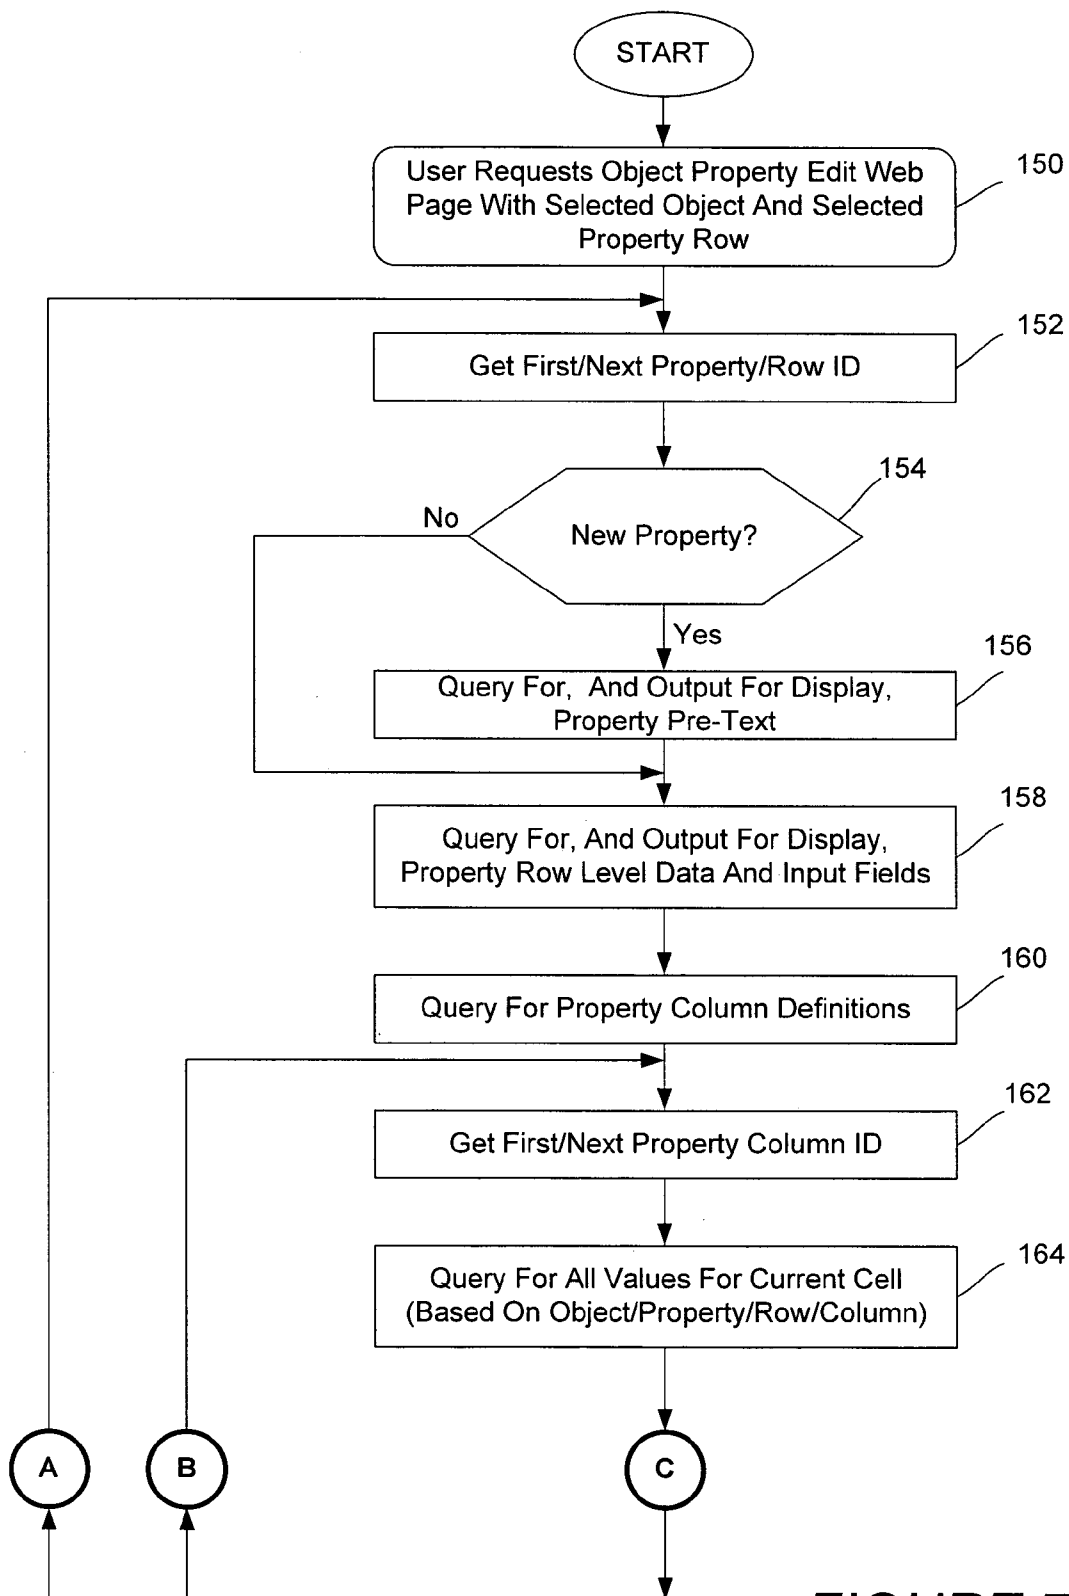 START
User Requests Object Property Edit Web
Page With Selected Object And Selected
Property Row
150
152
Get First/Next Property/Row ID
154
No
New Property?
Yes
156
Query For, And Output For Display,
Property Pre-Text
158
Query For, And Output For Display,
Property Row Level Data And Input Fields
160
Query For Property Column Definitions
162
Get First/Next Property Column ID
164
Query For All Values For Current Cell
(Based On Object/Property/Row/Column)
A
B
C